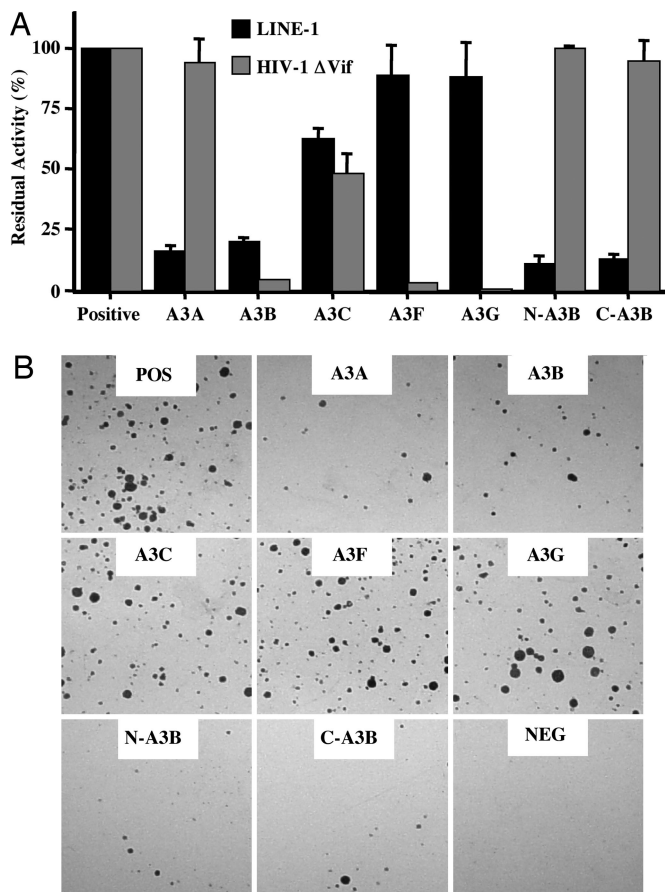 A
LINE-1
HIV-1 ΔVif
Residual Activity (%)
100
75
50
25
0
Positive A3A A3B A3C A3F A3G N-A3B C-A3B
B
POS A3A A3B
A3C A3F A3G
N-A3B C-A3B NEG